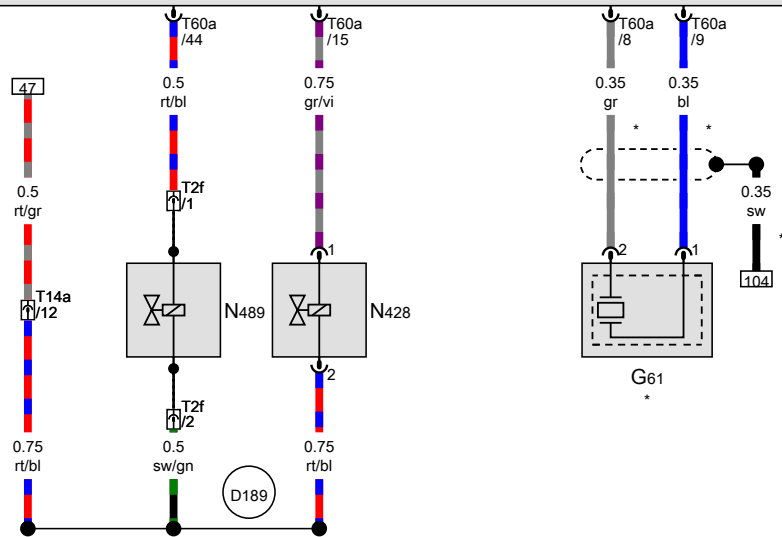 T60a
/44
T60a
/15
T60a
/8
T60a
/9
47
0.5
rt/bl
0.75
gr/vi
0.35
gr
0.35
bl
*
*
0.5
rt/gr
T2f
/1
0.35
sw
*
1
2
1
104
T14a
/12
N489
N428
2
G61
*
T2f
/2
0.75
rt/bl
0.5
sw/gn
0.75
rt/bl
D189